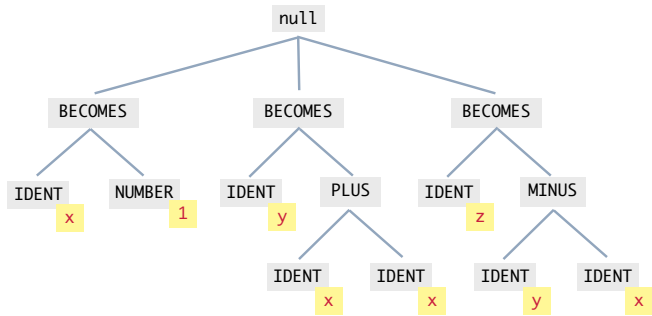 null
BECOMES BECOMES BECOMES
IDENT NUMBER IDENT PLUS IDENT MINUS
x 1 y z
IDENT IDENT IDENT IDENT
x x y x